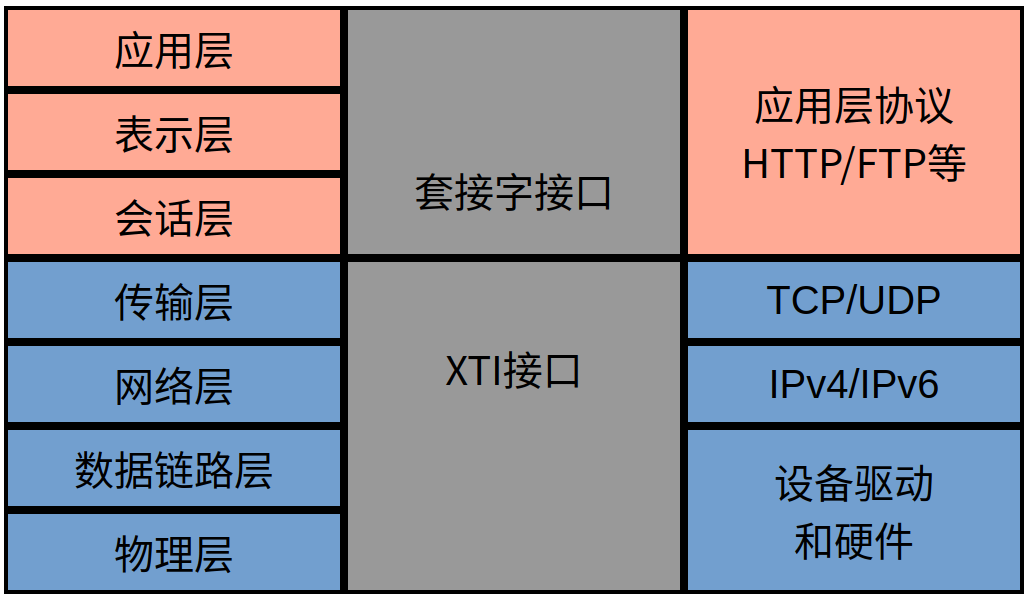 应用层
表示层
会话层
传输层
网络层
数据链路层
物理层
套接字接口
XTI接口
应用层协议
HTTP/FTP等
TCP/UDP
IPv4/IPv6
设备驱动
和硬件